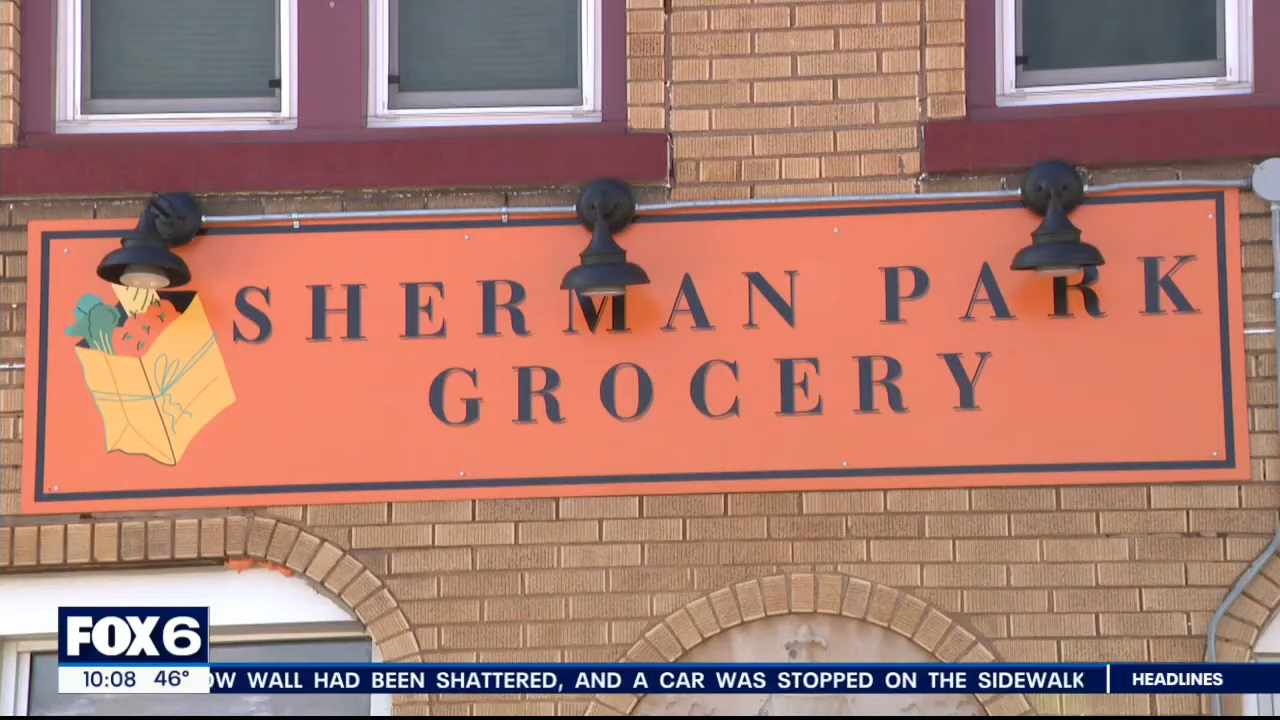 SHERMAN PARK
GROCERY
FOX6
10:08 46° OW WALL HAD BEEN SHATTERED, AND A CAR WAS STOPPED ON THE SIDEWALK HEADLINES